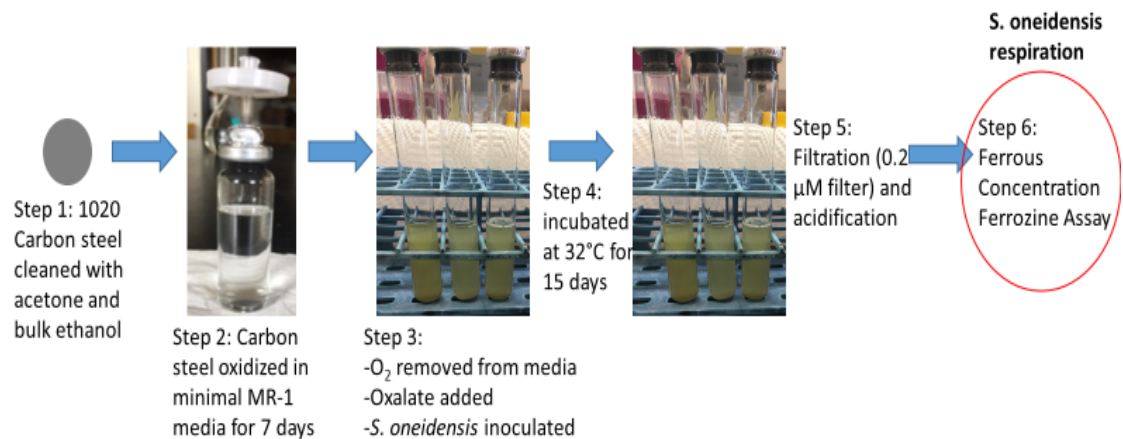 S. oneidensis
respiration
Step 1: 1020
Carbon steel
cleaned with
acetone and
bulk ethanol
Step 2: Carbon
steel oxidized in
minimal MR-1
media for 7 days
Step 3:
-O₂ removed from media
-Oxalate added
-S. oneidensis inoculated
Step 4:
incubated
at 32°C for
15 days
Step 5:
Filtration (0.2
μM filter) and
acidification
Step 6:
Ferrous
Concentration
Ferrozine Assay